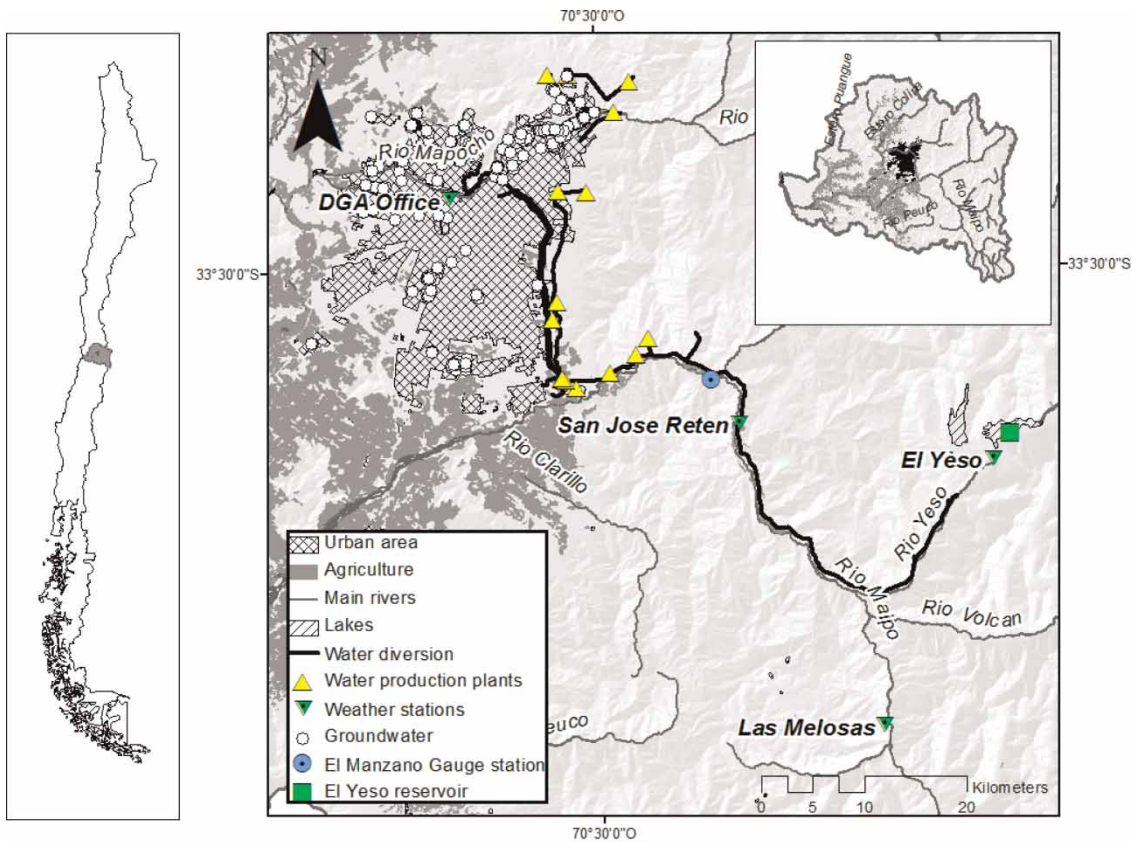 70°30'0"O
N
Rio
Rio Mapocho
DGA Office
33°30'0"S
33°30'0"S
Estero Colina
Rio Maipo
Rio Peuco
San Jose Reten
El Yeso
Rio Clarillo
Rio Yeso
Rio Maipo
Rio Volcan
Las Melosas
euco
Urban area
Agriculture
Main rivers
Lakes
Water diversion
Water production plants
Weather stations
Groundwater
El Manzano Gauge station
El Yeso reservoir
Kilometers
0 5 10 20
70°30'0"O